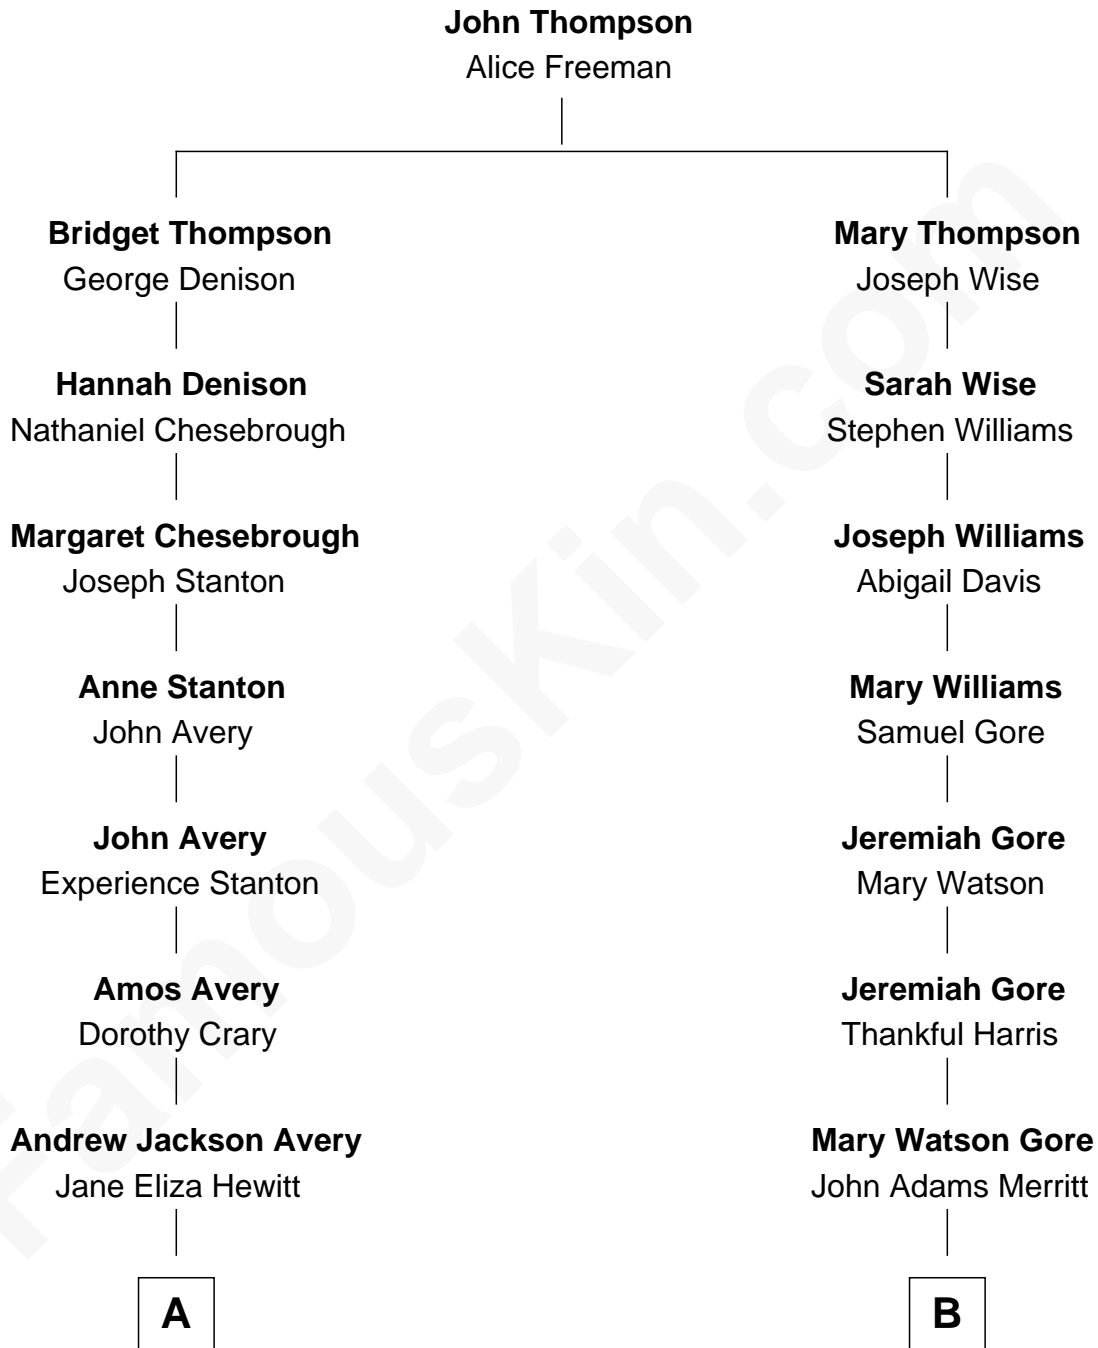 John Thompson
Alice Freeman
Bridget Thompson
George Denison
Mary Thompson
Joseph Wise
Hannah Denison
Nathaniel Chesebrough
Sarah Wise
Stephen Williams
Margaret Chesebrough
Joseph Stanton
Joseph Williams
Abigail Davis
Anne Stanton
John Avery
Mary Williams
Samuel Gore
John Avery
Experience Stanton
Jeremiah Gore
Mary Watson
Amos Avery
Dorothy Crary
Jeremiah Gore
Thankful Harris
Andrew Jackson Avery
Jane Eliza Hewitt
Mary Watson Gore
John Adams Merritt
A
B
FamousKin.com